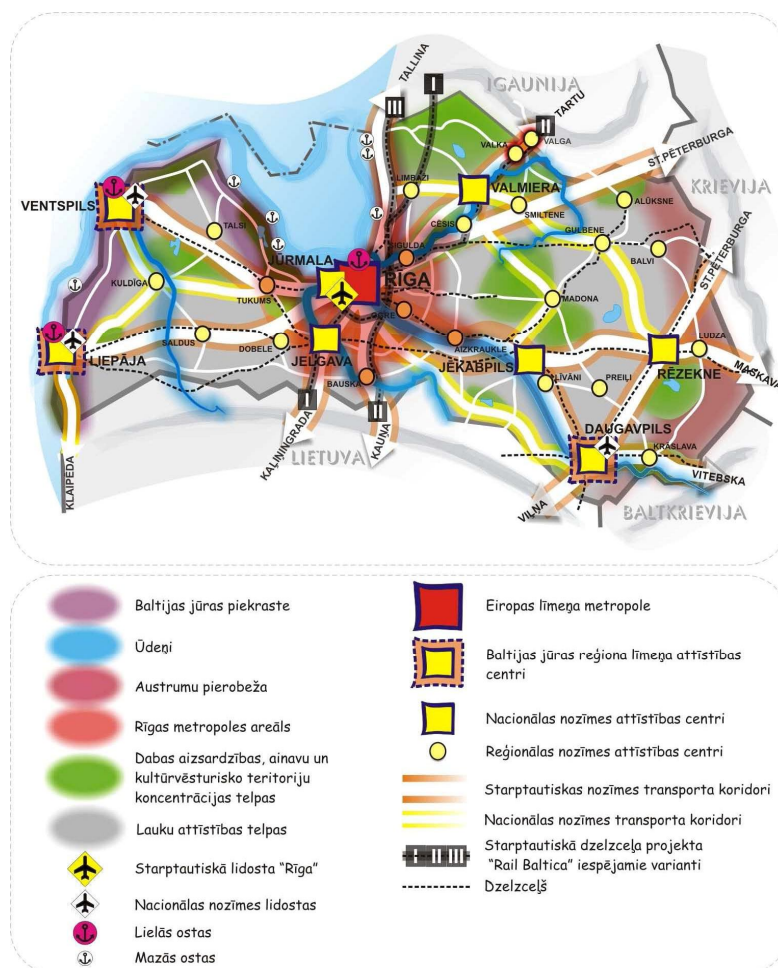 TALLINA
IGAUNIJA
TARTU
VALKA
VALGA
ST.PĒTERBURGA
KRIEVIJA
LIMBAŽI
VALMIERA
ALŪKSNE
SMILTENE
CĒSIS
GULBENE
VENTSPILS
TALSI
JŪRMALA
SIGULDA
BALVI
ST.PĒTERBURGA
KULDĪGA
RĪGA
TUKUMS
OGRE
MADONA
LIEPĀJA
SALDUS
DOBELE
JELGAVA
AIZKRAUKLE
LUDZA
JĒKABPILS
RĒZEKNE
MASKAVA
BAUSKA
LĪVĀNI
PREIĻI
KAĻIŅINGRADA
KAUŅA
LIETUVA
DAUGAVPILS
KRĀSLAVA
VITEBSKA
KLAIPĒDA
VIĻŅA
BALTKRIEVIJA
Baltijas jūras piekraste
Ūdeņi
Austrumu pierobeža
Rīgas metropoles areāls
Dabas aizsardzības, ainavu un
kultūrvēsturisko teritoriju
koncentrācijas telpas
Lauku attīstības telpas
Starptautiskā lidosta "Rīga"
Nacionālas nozīmes lidostas
Lielās ostas
Mazās ostas
Eiropas līmeņa metropole
Baltijas jūras reģiona līmeņa attīstības
centri
Nacionālas nozīmes attīstības centri
Reģionālas nozīmes attīstības centri
Starptautiskas nozīmes transporta koridori
Nacionālas nozīmes transporta koridori
Starptautiskā dzelzceļa projekta
"Rail Baltica" iespējamie varianti
Dzelzceļš